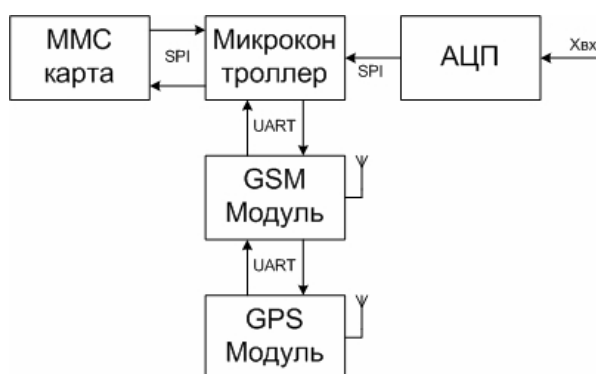 ММС
карта
SPI
Микрокон
троллер
SPI
АЦП
Хвх
UART
GSM
Модуль
UART
GPS
Модуль